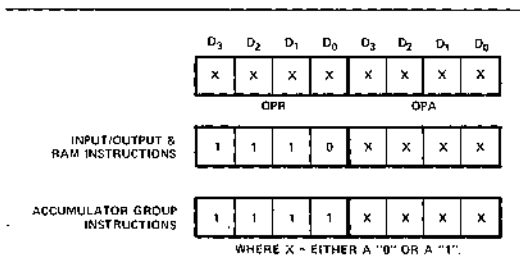 D3 D2 D1 D0 D3 D2 D1 D0
X X X X X X X X
OPR OPA
INPUT/OUTPUT &
RAM INSTRUCTIONS
1 1 1 0 X X X X
ACCUMULATOR GROUP
INSTRUCTIONS
1 1 1 1 X X X X
WHERE X = EITHER A "0" OR A "1".